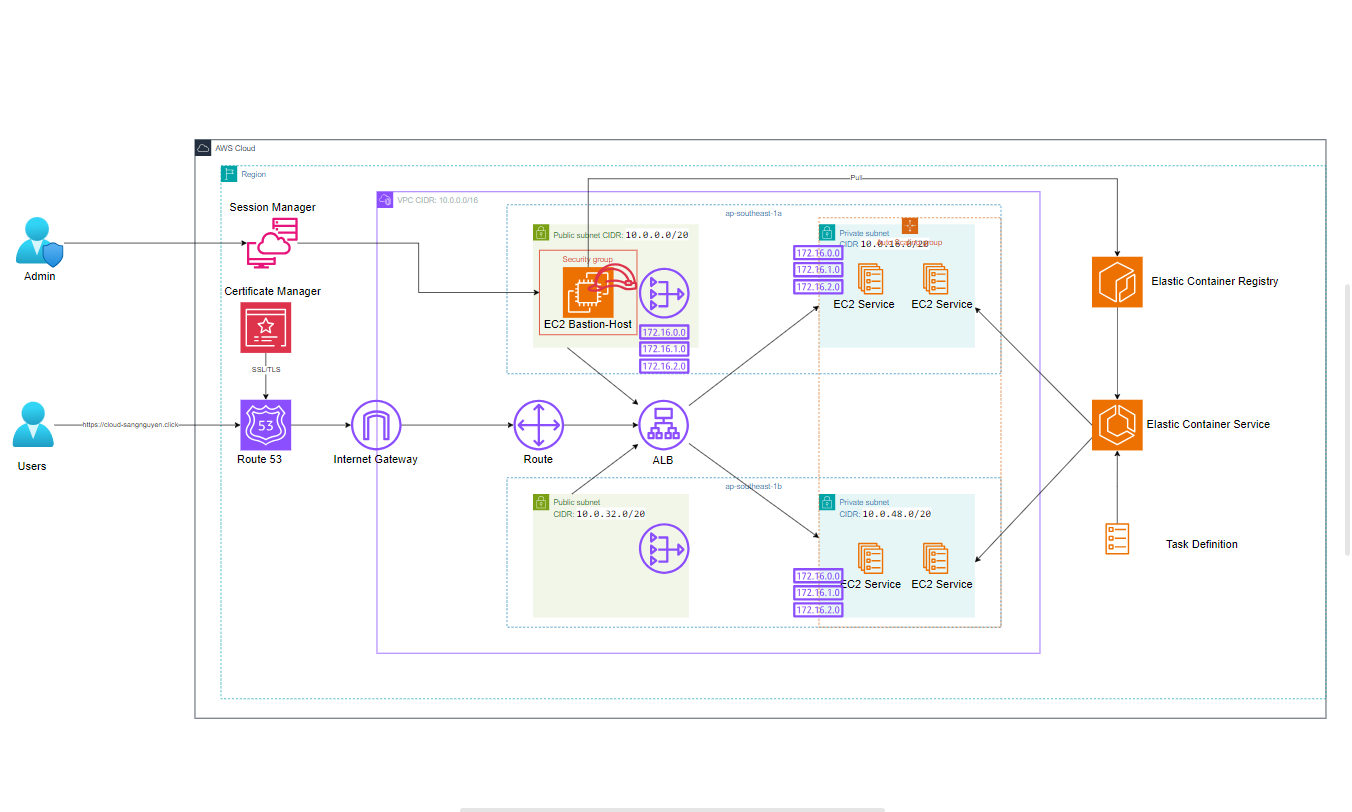 AWS Cloud
Region
Session Manager
VPC CIDR: 10.0.0.0/16
Pull
ap-southeast-1a
Public subnet CIDR: 10.0.0.0/20
Security group
EC2 Bastion-Host
172.16.0.0
172.16.1.0
172.16.2.0
Private subnet
CIDR 10.0.16.0/20
Auto Scaling group
172.16.0.0
172.16.1.0
172.16.2.0
EC2 Service
EC2 Service
Admin
Certificate Manager
SSL/TLS
Elastic Container Registry
https://cloud-sangnguyen.click
53
Users
Route 53
Internet Gateway
Route
ALB
Elastic Container Service
ap-southeast-1b
Public subnet
CIDR: 10.0.32.0/20
Private subnet
CIDR: 10.0.48.0/20
172.16.0.0
172.16.1.0
172.16.2.0
EC2 Service
EC2 Service
Task Definition